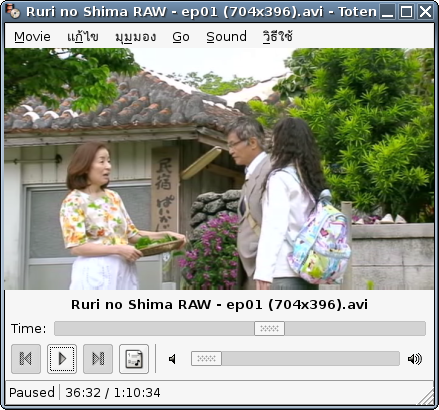 Ruri no Shima RAW - ep01 (704x396).avi - Toten
Movie แก้ไข มุมมอง Go Sound วิธีใช้
民宿
Ruri no Shima RAW - ep01 (704x396).avi
Time:
Paused 36:32 / 1:10:34